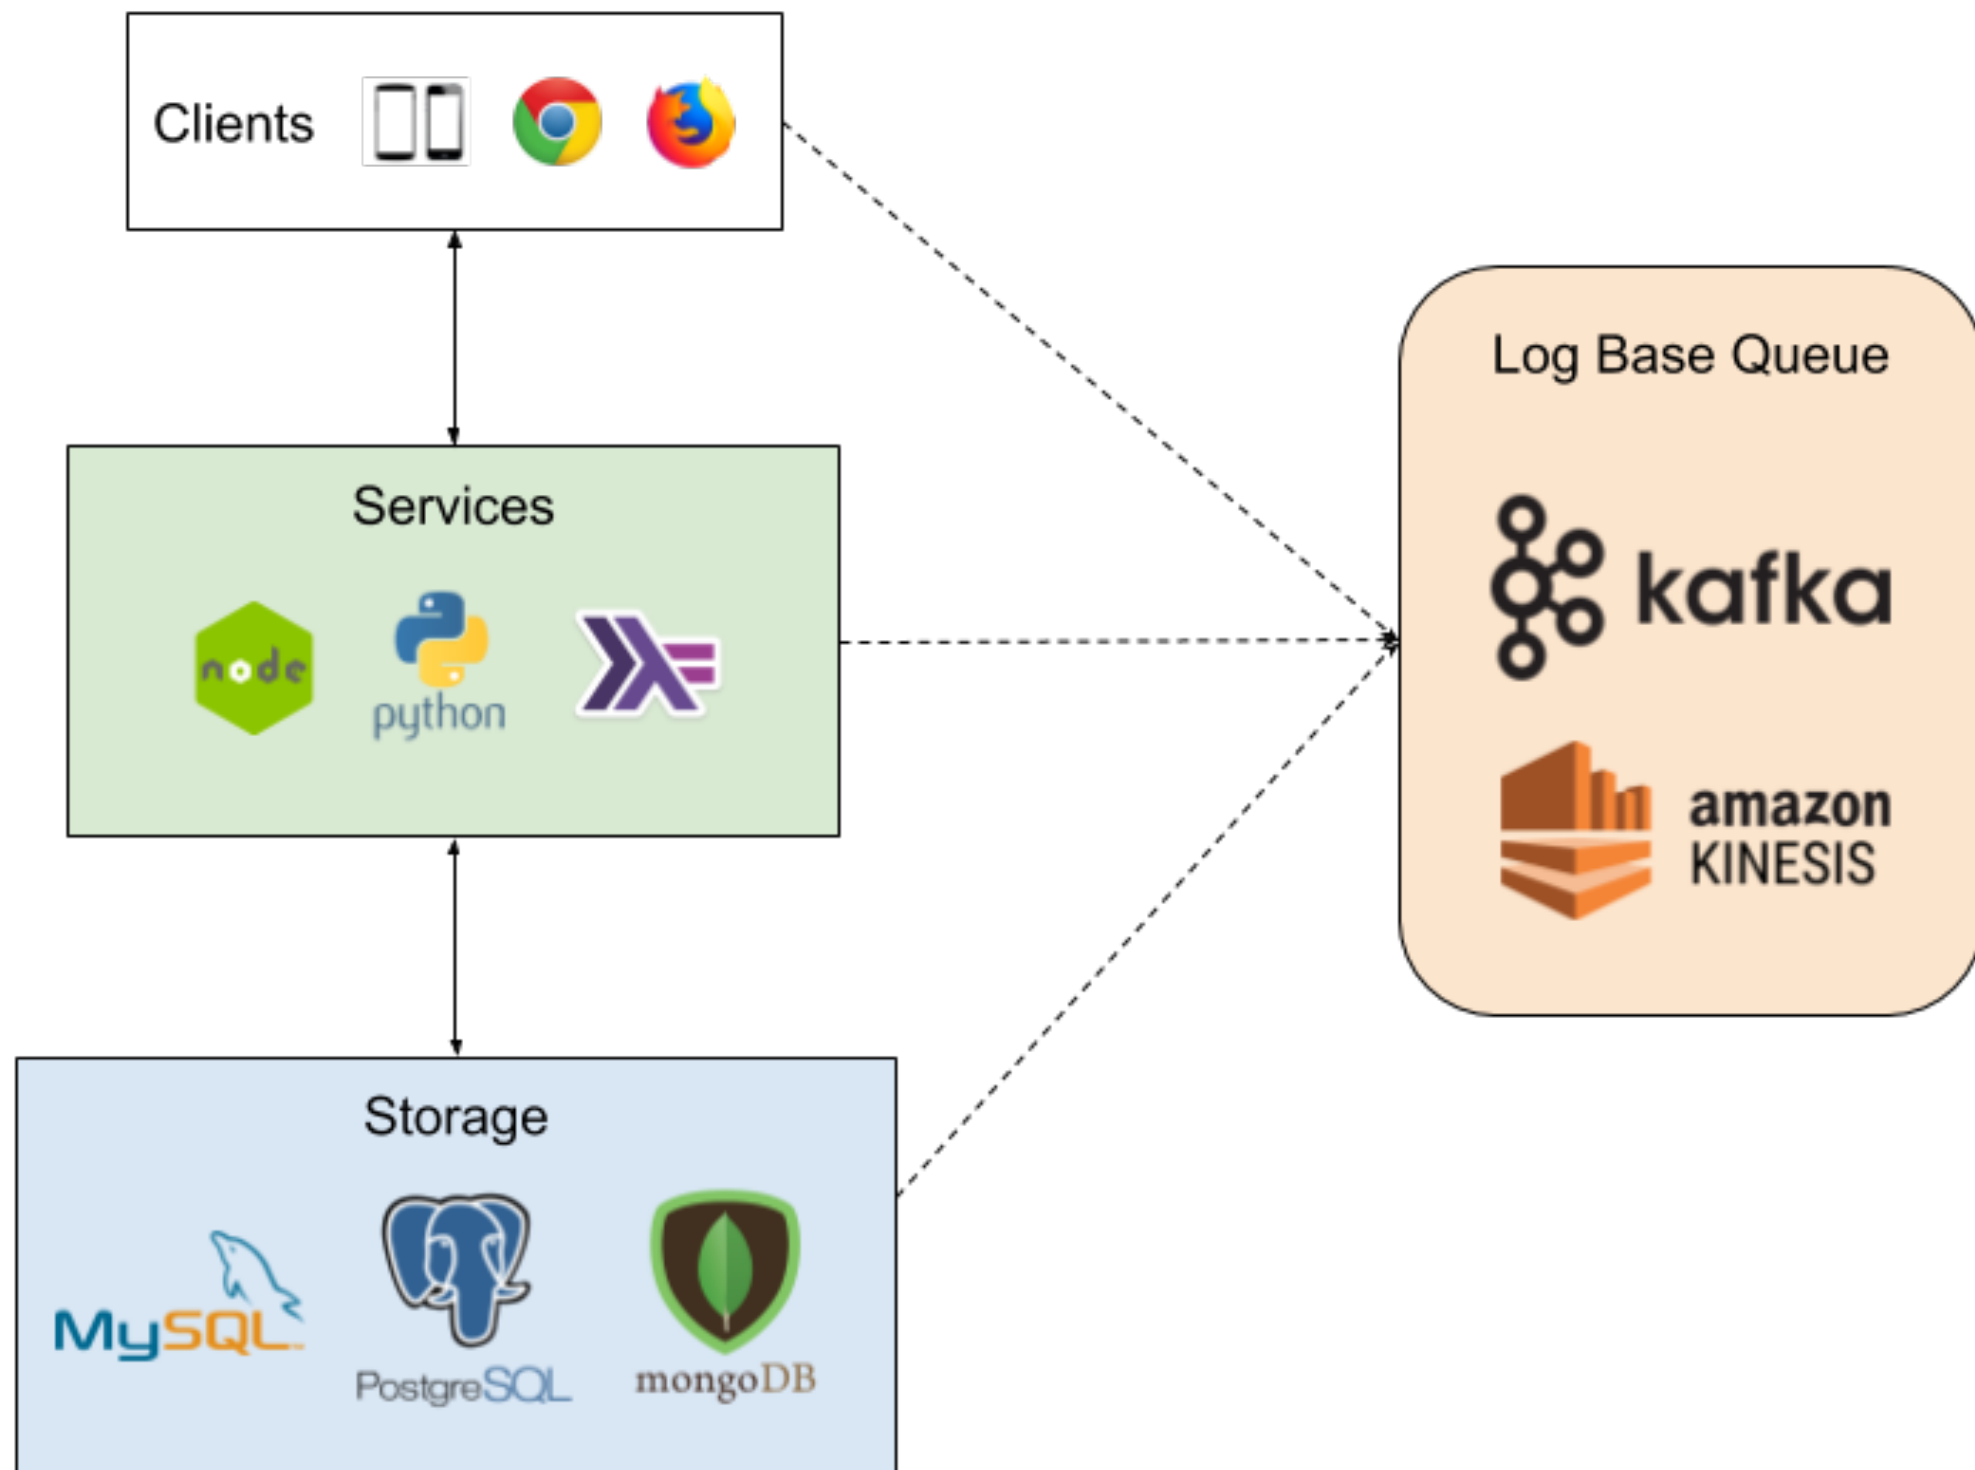 Clients
Services
node
python
Storage
MySQL
PostgreSQL
mongoDB
Log Base Queue
kafka
amazon
KINESIS